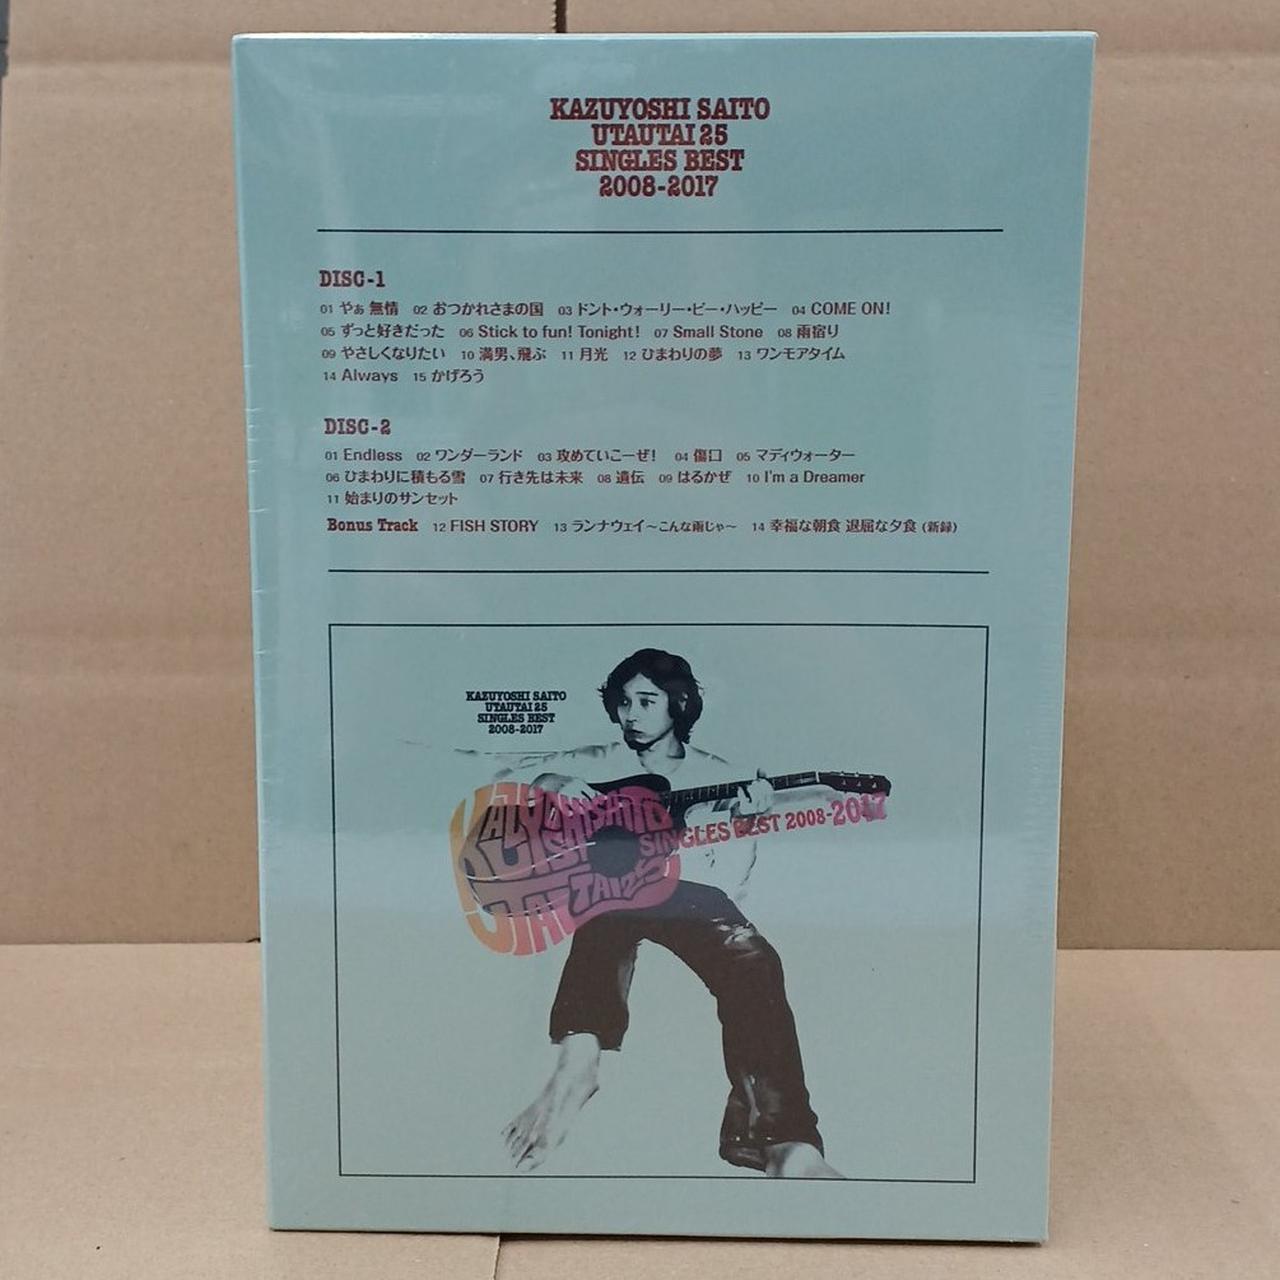 KAZUYOSHI SAITO
UTAUTAI 25
SINGLES BEST
2008-2017
DISC-1
01 やぁ 無情 02 おつかれさまの国 03 ドント・ウォーリー・ビー・ハッピー 04 COME ON!
05 ずっと好きだった 06 Stick to fun! Tonight! 07 Small Stone 08 雨宿り
09 やさしくなりたい 10 満男、飛ぶ 11 月光 12 ひまわりの夢 13 ワンモアタイム
14 Always 15 かげろう
DISC-2
01 Endless 02 ワンダーランド 03 攻めていこーぜ! 04 傷口 05 マディウォーター
06 ひまわりに積もる雪 07 行き先は未来 08 遺伝 09 はるかぜ 10 I'm a Dreamer
11 始まりのサンセット
Bonus Track 12 FISH STORY 13 ランナウェイ〜こんな雨じゃ〜 14 幸福な朝食 退屈な夕食 (新録)
KAZUYOSHI SAITO
UTAUTAI 25
SINGLES BEST
2008-2017
KAZUYOSHI SAITO
UTAUTAI 25
SINGLES BEST 2008-2017